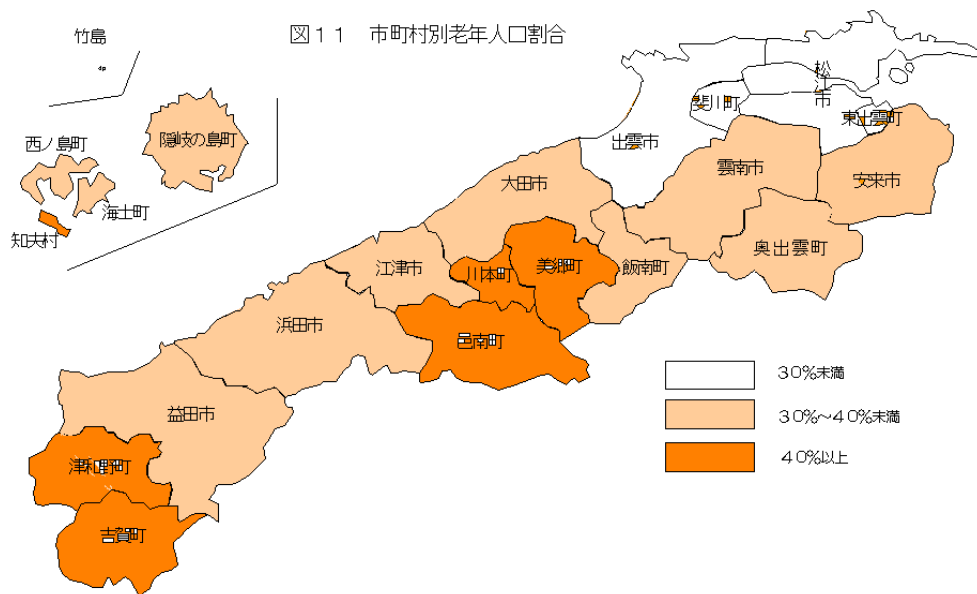 図11 市町村別老年人口割合
竹島
隠岐の島町
西ノ島町
海士町
知夫村
松江市
斐川町
東出雲町
出雲市
雲南市
安来市
大田市
奥出雲町
飯南町
美郷町
川本町
江津市
邑南町
浜田市
益田市
津和野町
吉賀町
30%未満
30%~40%未満
40%以上